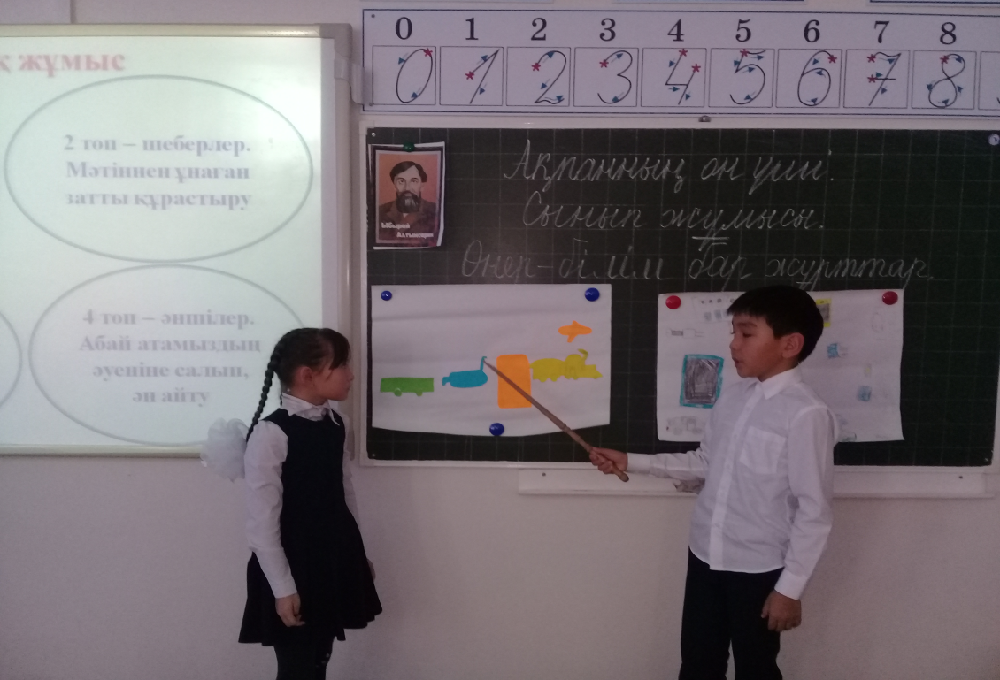 қ жұмыс
2 топ – шеберлер.
Мәтіннен ұнаған
затты құрастыру
4 топ – әншілер.
Абай атамыздың
әуеніне салып,
ән айту
0 1 2 3 4 5 6 7 8
0 1 2 3 4 5 6 7 8
Ыбырай
Алтынсарин
Ақпанның он үші.
Сынып жұмысы.
Өнер-білім бар жұрттар.